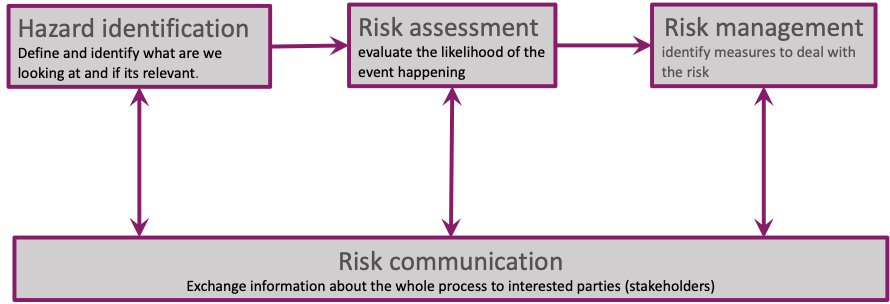 Hazard identification
Define and identify what are we
looking at and if its relevant.
Risk assessment
evaluate the likelihood of the
event happening
Risk management
identify measures to deal with
the risk
Risk communication
Exchange information about the whole process to interested parties (stakeholders)